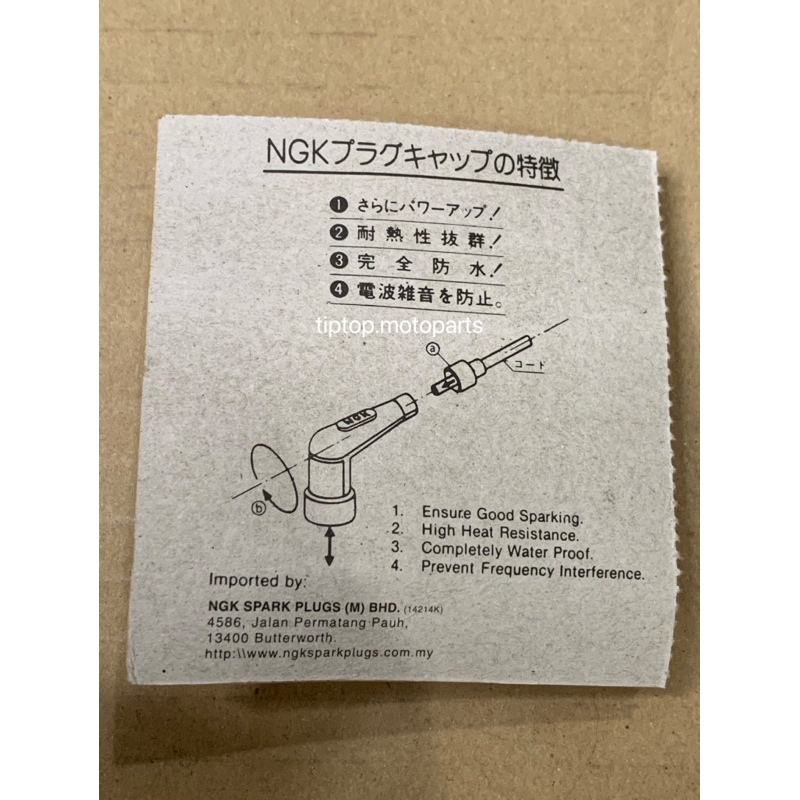 NGKプラグキャップの特徴
❶ さらにパワーアップ!
❷ 耐熱性抜群!
❸ 完全防水!
❹ 電波雑音を防止。
tiptop.motoparts
ⓐ
コード
NGK
ⓑ
1. Ensure Good Sparking.
2. High Heat Resistance.
3. Completely Water Proof.
4. Prevent Frequency Interference.
Imported by:
NGK SPARK PLUGS (M) BHD. (14214K)
4586, Jalan Permatang Pauh,
13400 Butterworth.
http:\\www.ngksparkplugs.com.my